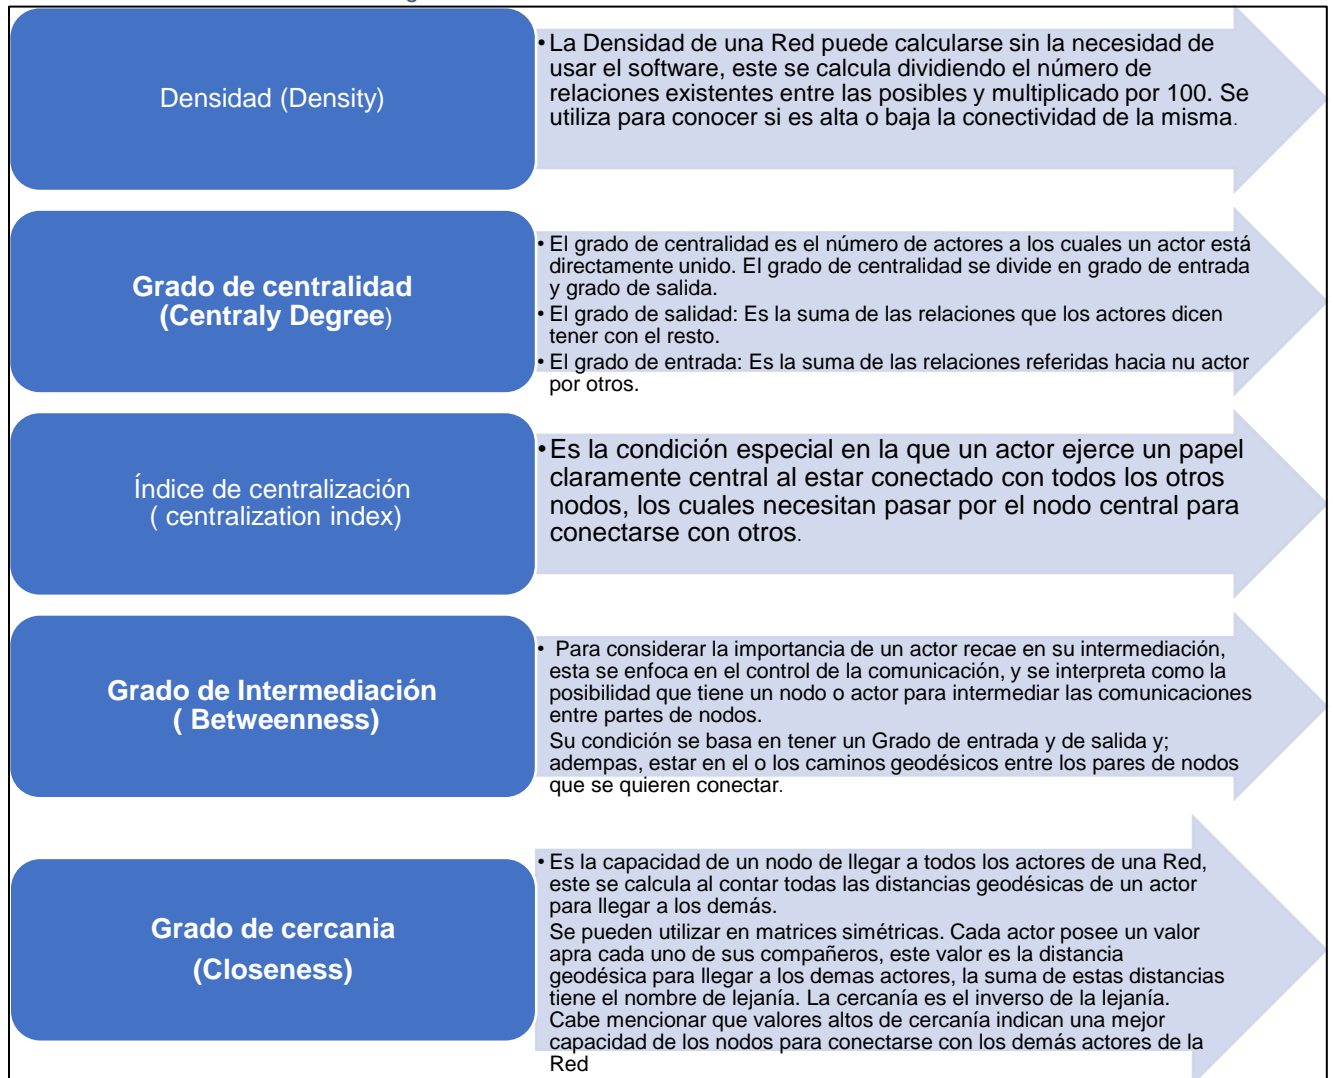 Densidad (Density)
• La Densidad de una Red puede calcularse sin la necesidad de
usar el software, este se calcula dividiendo el número de
relaciones existentes entre las posibles y multiplicado por 100. Se
utiliza para conocer si es alta o baja la conectividad de la misma.
Grado de centralidad
(Centraly Degree)
• El grado de centralidad es el número de actores a los cuales un actor está
directamente unido. El grado de centralidad se divide en grado de entrada
y grado de salida.
• El grado de salidad: Es la suma de las relaciones que los actores dicen
tener con el resto.
• El grado de entrada: Es la suma de las relaciones referidas hacia nu actor
por otros.
Índice de centralización
( centralization index)
• Es la condición especial en la que un actor ejerce un papel
claramente central al estar conectado con todos los otros
nodos, los cuales necesitan pasar por el nodo central para
conectarse con otros.
Grado de Intermediación
( Betweenness)
• Para considerar la importancia de un actor recae en su intermediación,
esta se enfoca en el control de la comunicación, y se interpreta como la
posibilidad que tiene un nodo o actor para intermediar las comunicaciones
entre partes de nodos.
Su condición se basa en tener un Grado de entrada y de salida y;
adempas, estar en el o los caminos geodésicos entre los pares de nodos
que se quieren conectar.
Grado de cercania
(Closeness)
• Es la capacidad de un nodo de llegar a todos los actores de una Red,
este se calcula al contar todas las distancias geodésicas de un actor
para llegar a los demás.
Se pueden utilizar en matrices simétricas. Cada actor posee un valor
apra cada uno de sus compañeros, este valor es la distancia
geodésica para llegar a los demas actores, la suma de estas distancias
tiene el nombre de lejanía. La cercanía es el inverso de la lejanía.
Cabe mencionar que valores altos de cercanía indican una mejor
capacidad de los nodos para conectarse con los demás actores de la
Red